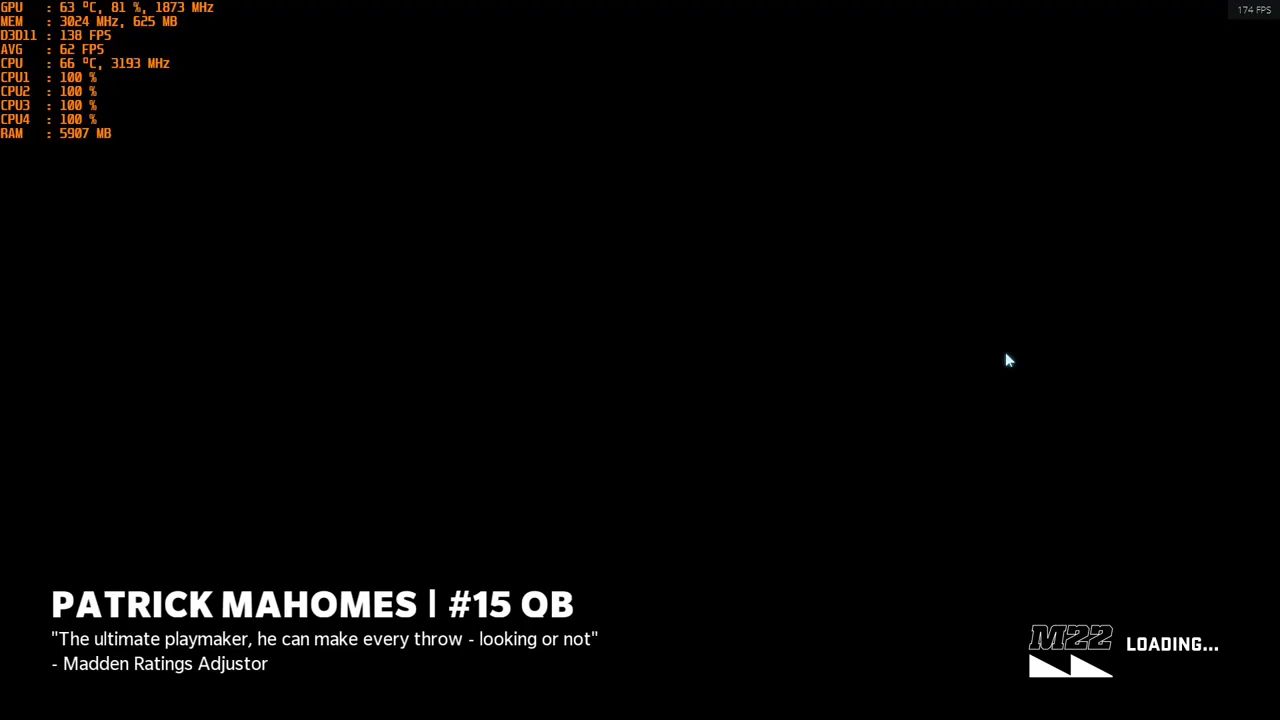 GPU : 63 ºC, 81 %, 1873 MHz
MEM : 3024 MHz, 625 MB
D3D11 : 138 FPS
AVG : 62 FPS
CPU : 66 ºC, 3193 MHz
CPU1 : 100 %
CPU2 : 100 %
CPU3 : 100 %
CPU4 : 100 %
RAM : 5907 MB
174 FPS
PATRICK MAHOMES | #15 QB
"The ultimate playmaker, he can make every throw - looking or not"
- Madden Ratings Adjustor
M22 LOADING...